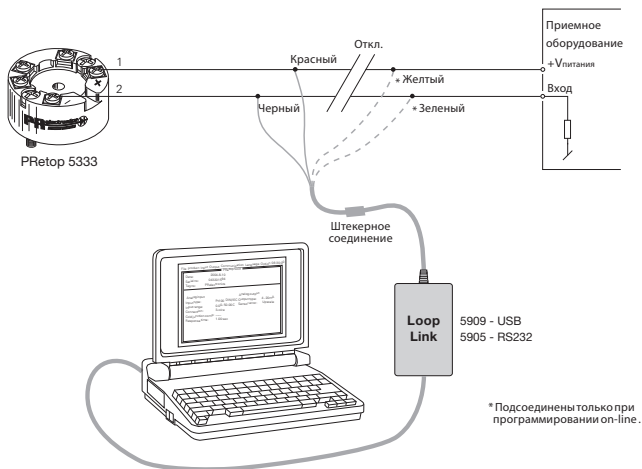 Приемное
оборудование
+Vпитания
Вход
Откл.
Красный
* Желтый
Черный
* Зеленый
1
2
PRetop 5333
Штекерное
соединение
Loop
Link
5909 - USB
5905 - RS232
* Подсоединены только при
программировании on-line.